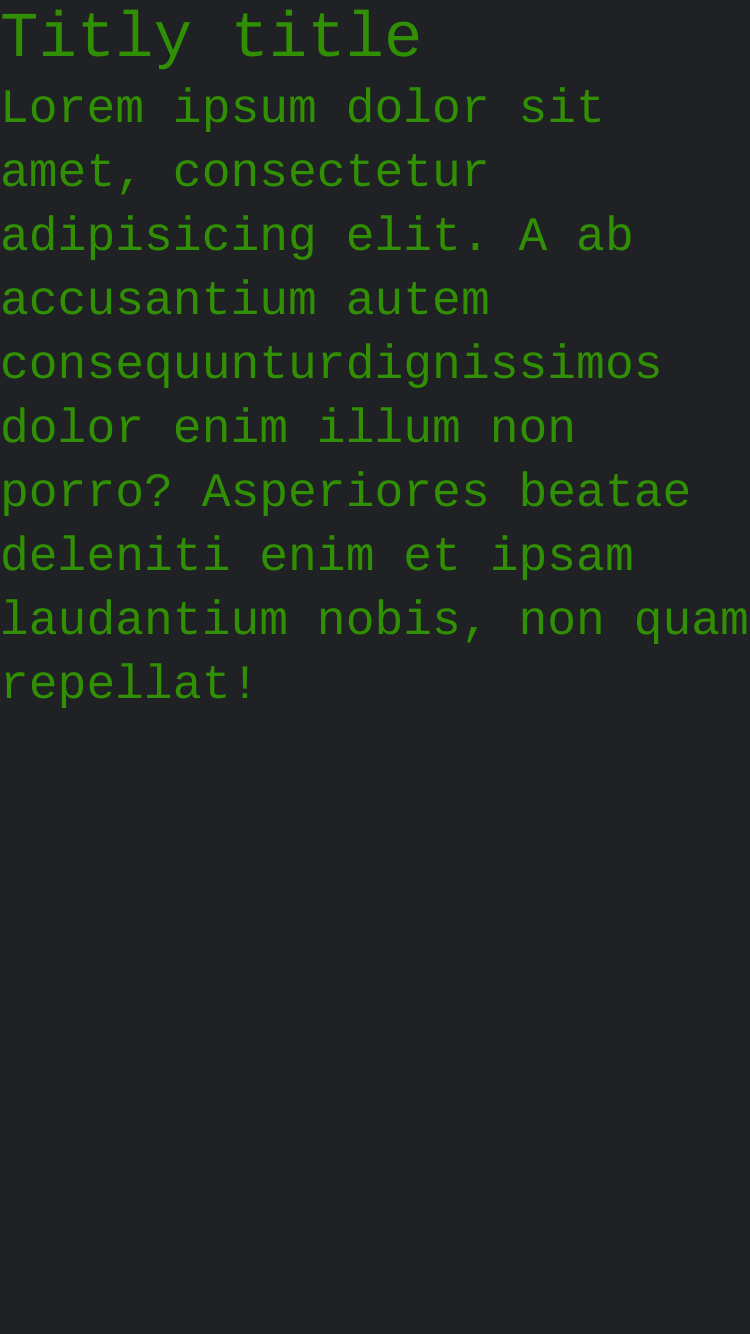 Titly title
Lorem ipsum dolor sit
amet, consectetur
adipisicing elit. A ab
accusantium autem
consequunturdignissimos
dolor enim illum non
porro? Asperiores beatae
deleniti enim et ipsam
laudantium nobis, non quam
repellat!